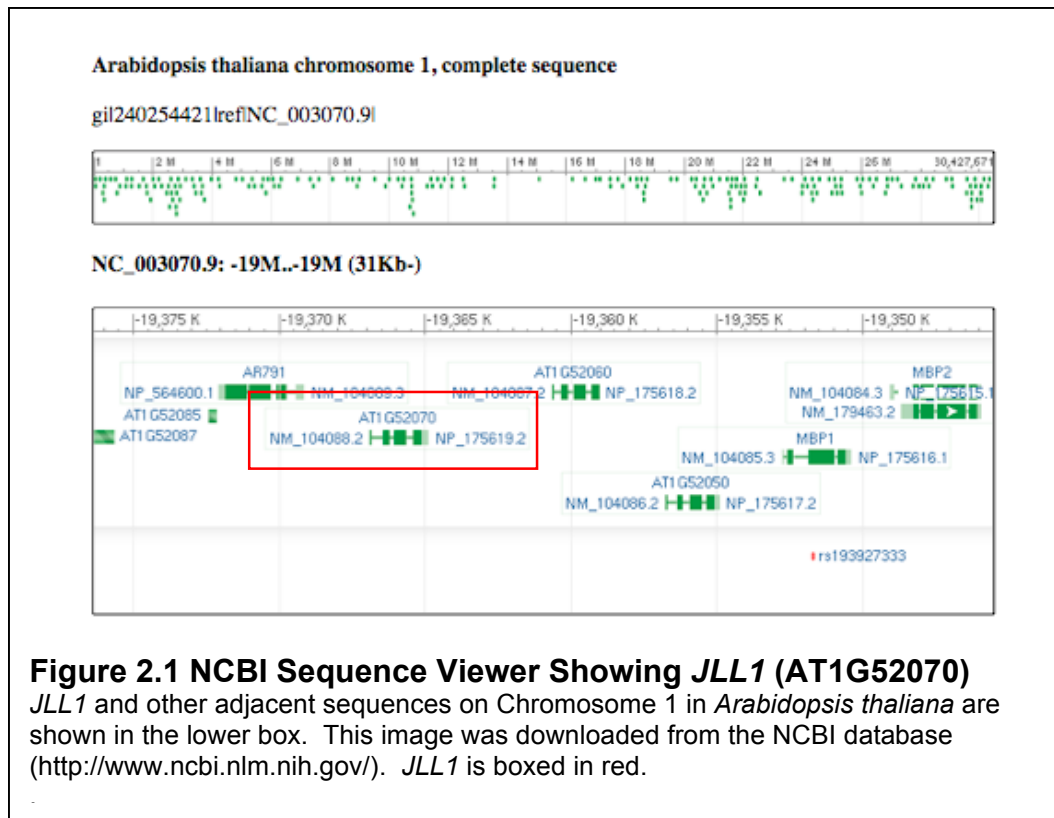 Arabidopsis thaliana chromosome 1, complete sequence
gi|240254421|ref|NC_003070.9|
1 |2 M |4 M |6 M |8 M |10 M |12 M |14 M |16 M |18 M |20 M |22 M |24 M |26 M 30,427,671
NC_003070.9: -19M..-19M (31Kb-)
|-19,375 K |-19,370 K |-19,365 K |-19,360 K |-19,355 K |-19,350 K
AR791 AT1G52060 MBP2
NP_564600.1 NM_104089.3 NM_104087.2 NP_175618.2 NM_104084.3 NP_175615.1
AT1G52085 AT1G52070 NM_179463.2
AT1G52087 NM_104088.2 NP_175619.2 MBP1
NM_104085.3 NP_175616.1
AT1G52050
NM_104086.2 NP_175617.2
rs193927333
Figure 2.1 NCBI Sequence Viewer Showing JLL1 (AT1G52070)
JLL1 and other adjacent sequences on Chromosome 1 in Arabidopsis thaliana are
shown in the lower box. This image was downloaded from the NCBI database
(http://www.ncbi.nlm.nih.gov/). JLL1 is boxed in red.
.